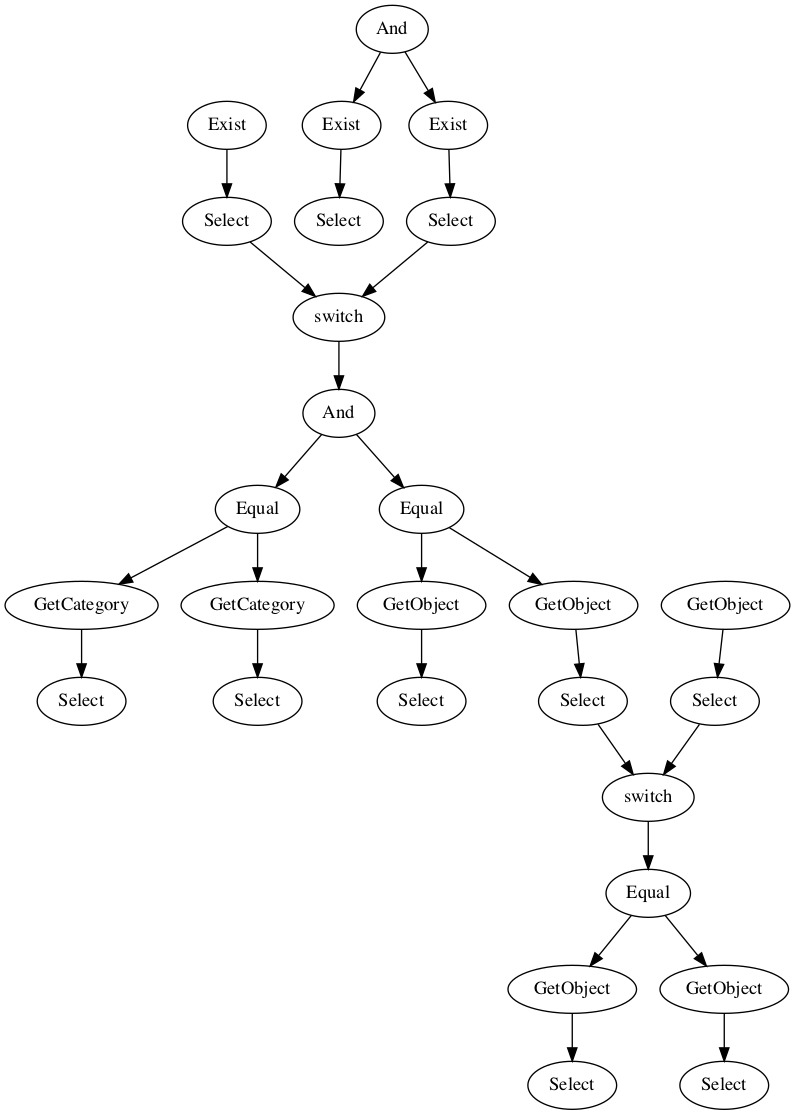 And
Exist Exist Exist
Select Select Select
switch
And
Equal Equal
GetCategory GetCategory GetObject GetObject GetObject
Select Select Select Select Select
switch
Equal
GetObject GetObject
Select Select